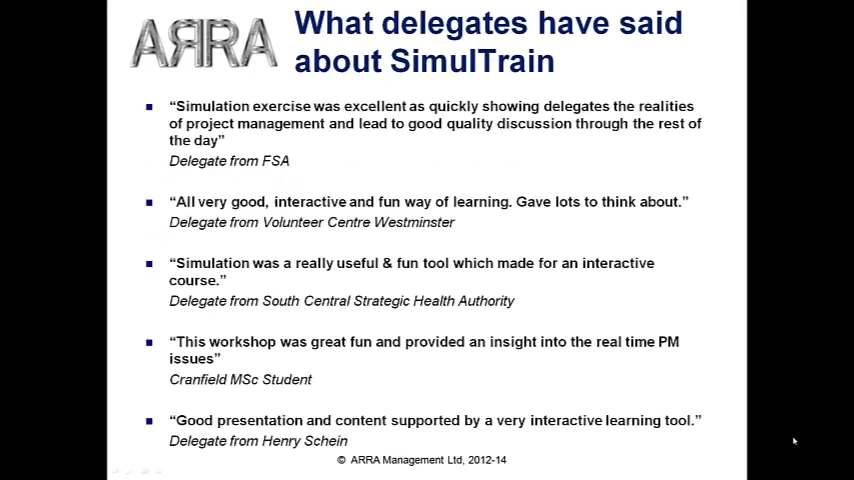 ARRA
What delegates have said
about SimulTrain
“Simulation exercise was excellent as quickly showing delegates the realities
of project management and lead to good quality discussion through the rest of
the day”
Delegate from FSA
“All very good, interactive and fun way of learning. Gave lots to think about.”
Delegate from Volunteer Centre Westminster
“Simulation was a really useful & fun tool which made for an interactive
course.”
Delegate from South Central Strategic Health Authority
“This workshop was great fun and provided an insight into the real time PM
issues”
Cranfield MSc Student
“Good presentation and content supported by a very interactive learning tool.”
Delegate from Henry Schein
© ARRA Management Ltd, 2012-14